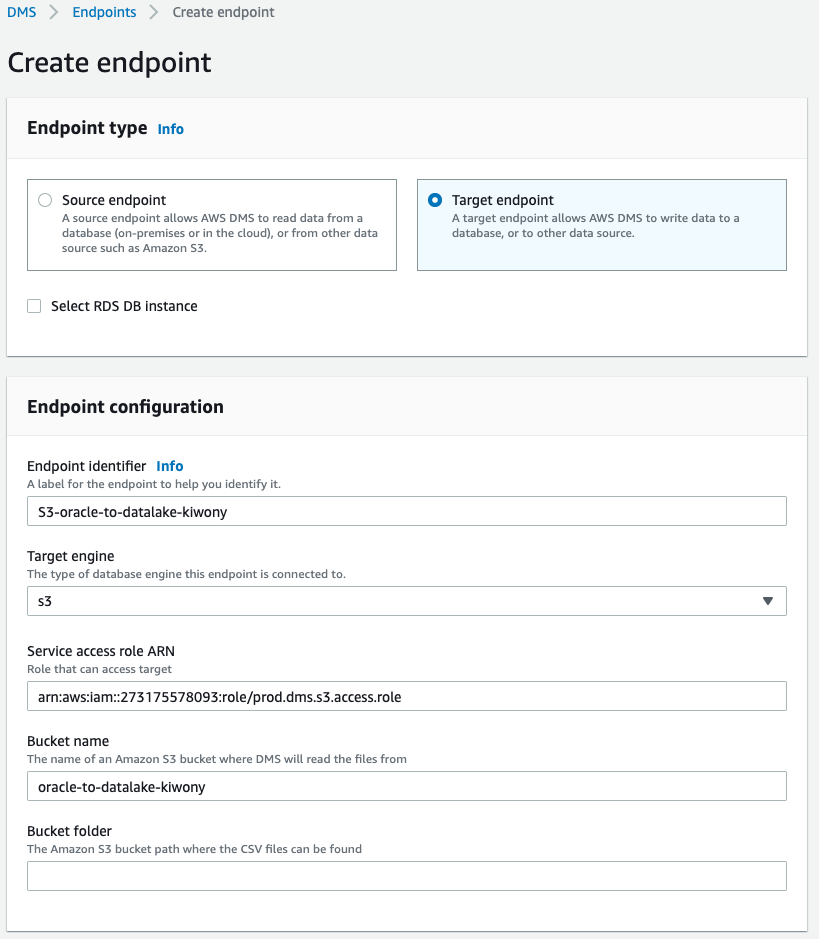 DMS > Endpoints > Create endpoint
Create endpoint
Endpoint type Info
Source endpoint
A source endpoint allows AWS DMS to read data from a
database (on-premises or in the cloud), or from other data
source such as Amazon S3.
Target endpoint
A target endpoint allows AWS DMS to write data to a
database, or to other data source.
Select RDS DB instance
Endpoint configuration
Endpoint identifier Info
A label for the endpoint to help you identify it.
S3-oracle-to-datalake-kiwony
Target engine
The type of database engine this endpoint is connected to.
s3
Service access role ARN
Role that can access target
arn:aws:iam::273175578093:role/prod.dms.s3.access.role
Bucket name
The name of an Amazon S3 bucket where DMS will read the files from
oracle-to-datalake-kiwony
Bucket folder
The Amazon S3 bucket path where the CSV files can be found